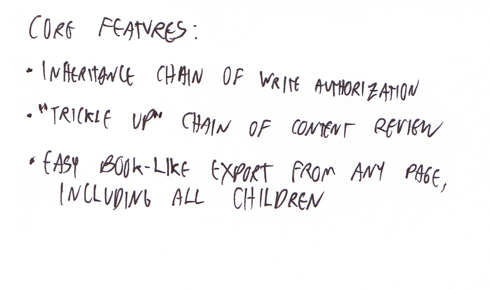 CORE FEATURES:
• INHERITANCE CHAIN OF WRITE AUTHORIZATION
• "TRICKLE UP" CHAIN OF CONTENT REVIEW
• EASY BOOK-LIKE EXPORT FROM ANY PAGE,
INCLUDING ALL CHILDREN